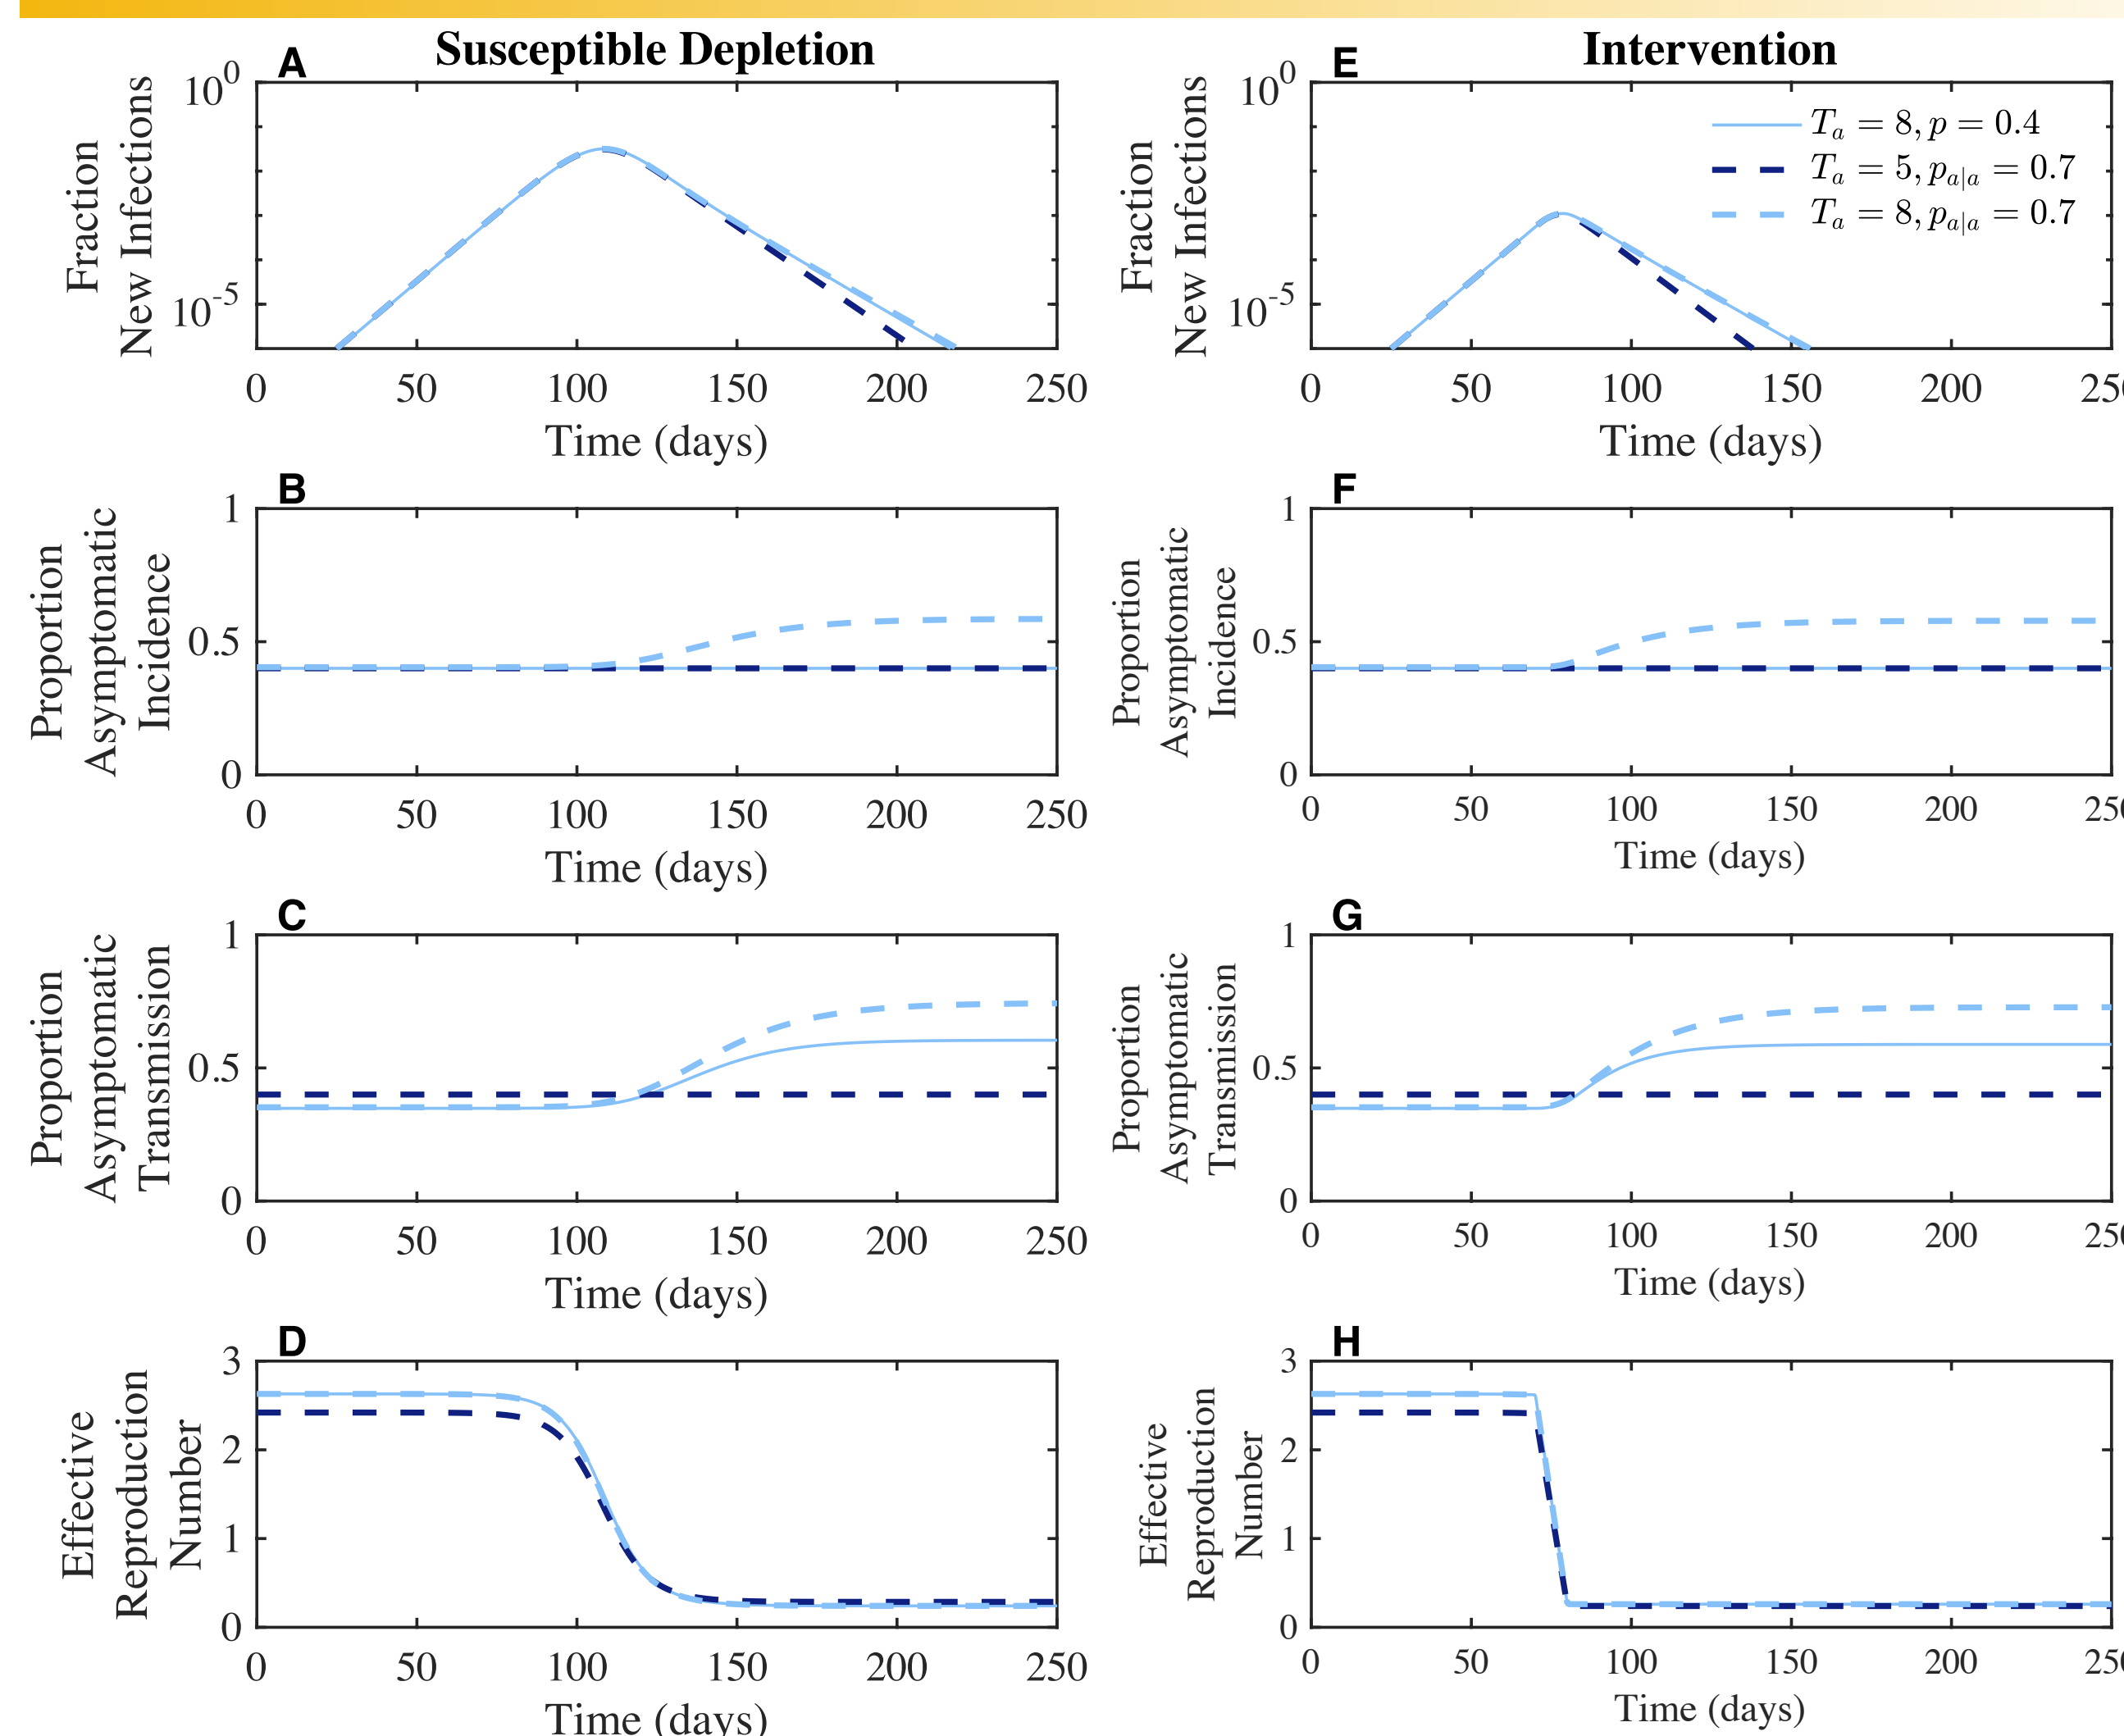 Susceptible Depletion
A
10^0
10^-5
Fraction
New Infections
0 50 100 150 200 250
Time (days)
B
1
0.5
0
Proportion
Asymptomatic
Incidence
0 50 100 150 200 250
Time (days)
C
1
0.5
0
Proportion
Asymptomatic
Transmission
0 50 100 150 200 250
Time (days)
D
3
2
1
0
Effective
Reproduction
Number
0 50 100 150 200 250
Time (days)
Intervention
E
10^0
10^-5
Fraction
New Infections
T_a = 8, p = 0.4
T_a = 5, p_{a|a} = 0.7
T_a = 8, p_{a|a} = 0.7
0 50 100 150 200 250
Time (days)
F
1
0.5
0
Proportion
Asymptomatic
Incidence
0 50 100 150 200 250
Time (days)
G
1
0.5
0
Proportion
Asymptomatic
Transmission
0 50 100 150 200 250
Time (days)
H
3
2
1
0
Effective
Reproduction
Number
0 50 100 150 200 250
Time (days)